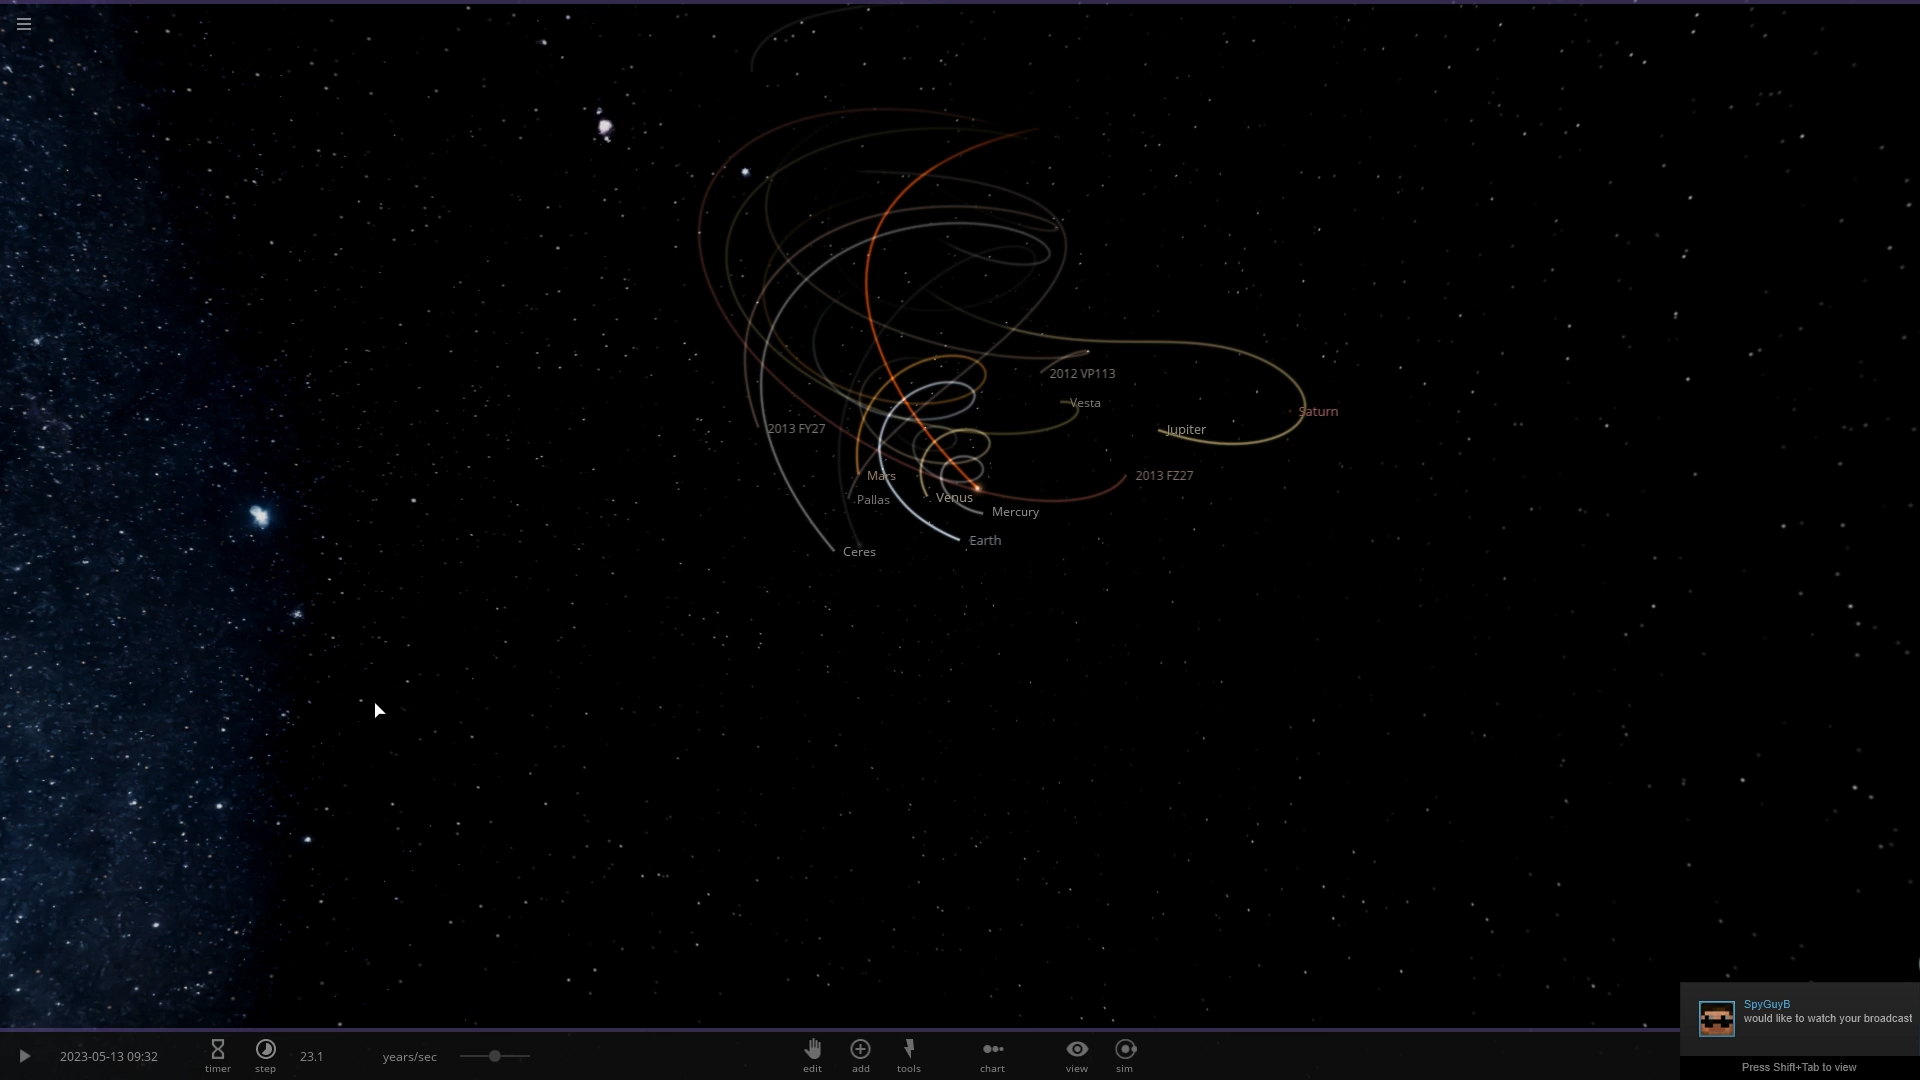 2012 VP113
Vesta
Saturn
Jupiter
2013 FY27
Mars
2013 FZ27
Pallas
Venus
Mercury
Earth
Ceres
SpyGuyB
would like to watch your broadcast
Press Shift+Tab to view
2023-05-13 09:32
timer
step
23.1
years/sec
edit
add
tools
chart
view
sim